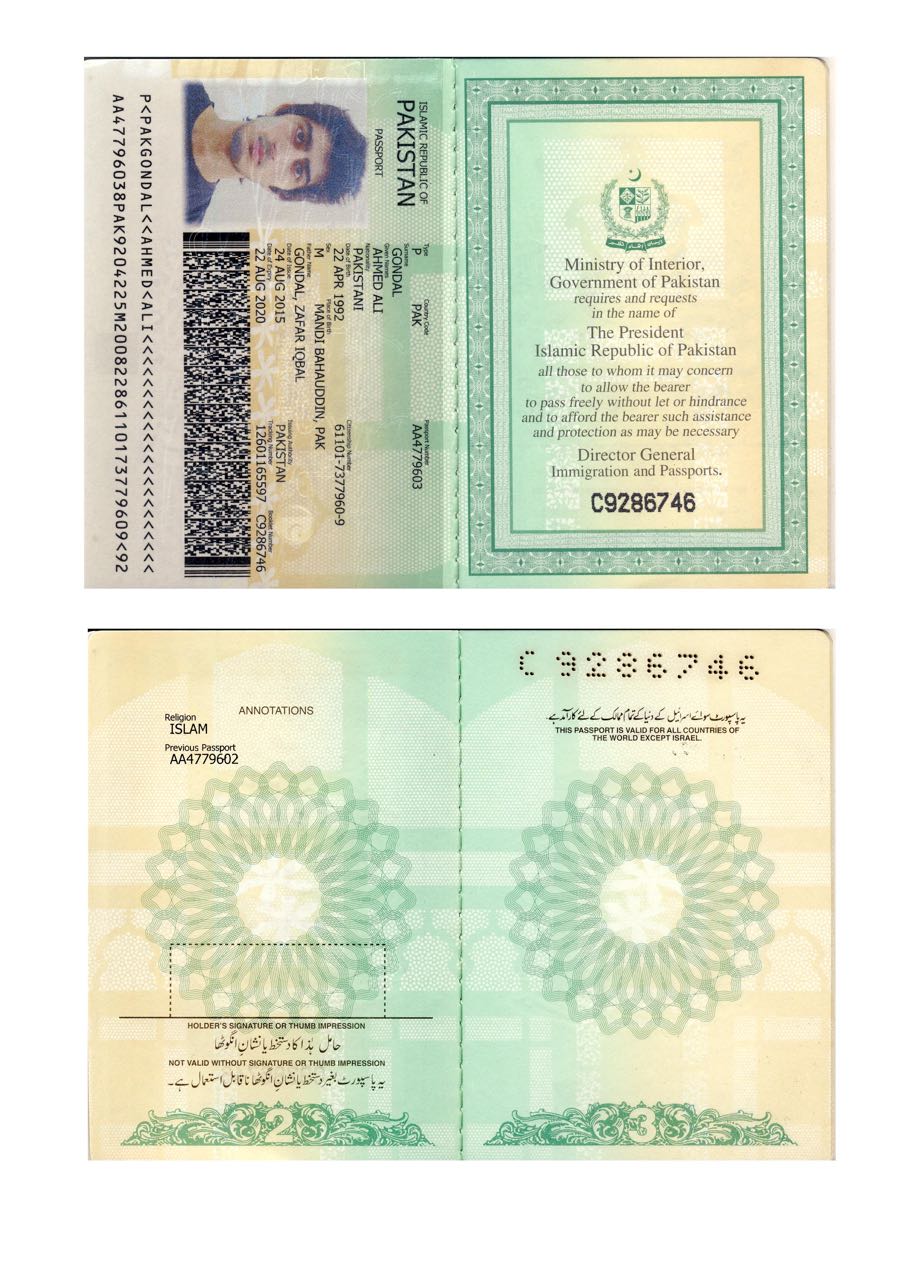 ISLAMIC REPUBLIC OF
PAKISTAN
PASSPORT
Type
P
Country Code
PAK
Passport Number
AA4779603
Surname
GONDAL
Given Names
AHMED ALI
Nationality
PAKISTANI
Date of Birth
22 APR 1992
Citizenship Number
61101-7377960-9
Sex
M
Place of Birth
MANDI BAHAUDDIN, PAK
Father Name
GONDAL, ZAFAR IQBAL
Date of Issue
24 AUG 2015
Issuing Authority
PAKISTAN
Date of Expiry
22 AUG 2020
Tracking Number
12601165597
Booklet Number
C9286746
P<PAKGONDAL<<AHMED<ALI<<<<<<<<<<<<<<<<<<<<<<
AA47796038PAK9204225M20082286110173779609<92
Ministry of Interior,
Government of Pakistan
requires and requests
in the name of
The President
Islamic Republic of Pakistan
all those to whom it may concern
to allow the bearer
to pass freely without let or hindrance
and to afford the bearer such assistance
and protection as may be necessary
Director General
Immigration and Passports.
C9286746
ANNOTATIONS
Religion
ISLAM
Previous Passport
AA4779602
HOLDER'S SIGNATURE OR THUMB IMPRESSION
حامل ہٰذا کا دستخط یا نشانِ انگوٹھا
NOT VALID WITHOUT SIGNATURE OR THUMB IMPRESSION
یہ پاسپورٹ بغیر دستخط یا نشانِ انگوٹھا ناقابل استعمال ہے۔
2
C9286746
یہ پاسپورٹ سوائے اسرائیل کے دنیا کے تمام ممالک کے لئے کارآمد ہے۔
THIS PASSPORT IS VALID FOR ALL COUNTRIES OF
THE WORLD EXCEPT ISRAEL.
3